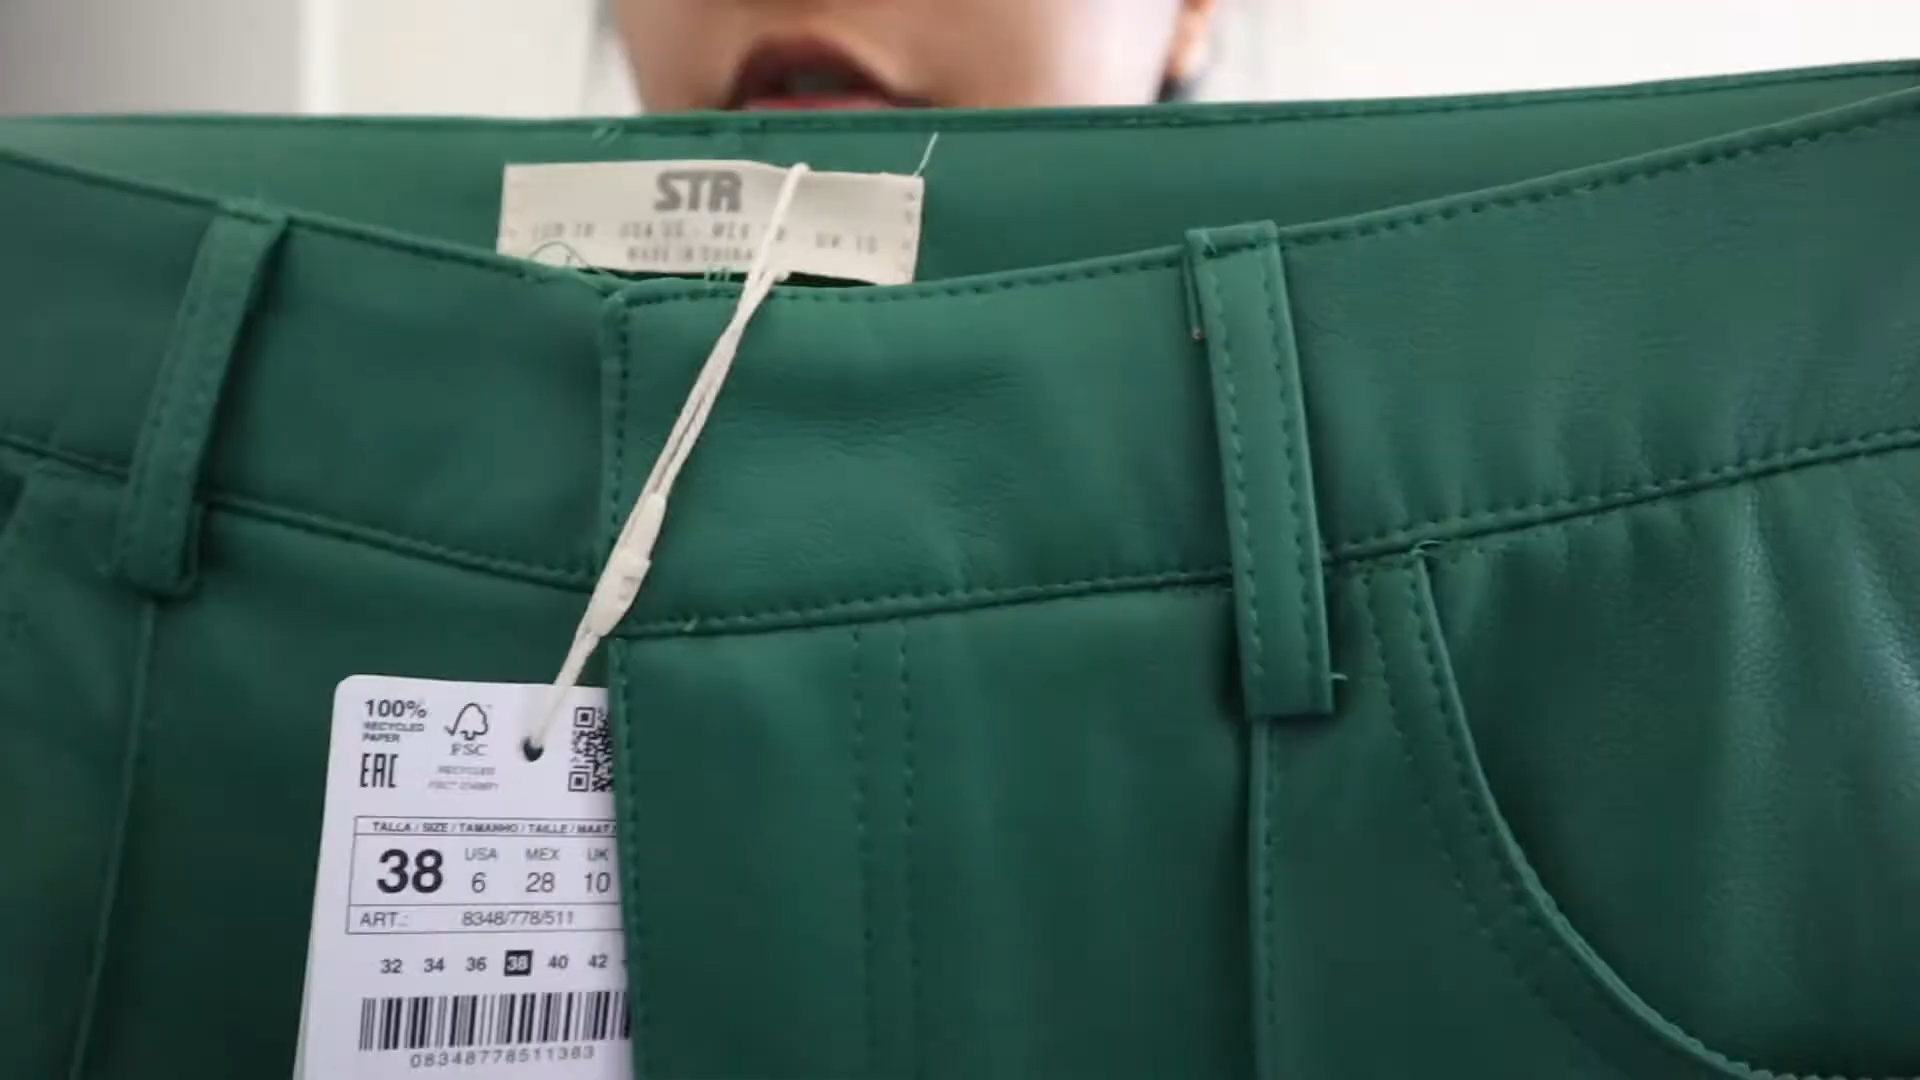 STR
MADE IN CHINA
100%
RECYCLED
PAPER
FSC
RECYCLED
EAC
TALLA / SIZE / TAMANHO / TAILLE / MAAT
USA MEX UK
38 6 28 10
ART.: 8348/778/511
32 34 36 38 40 42
08348778511383